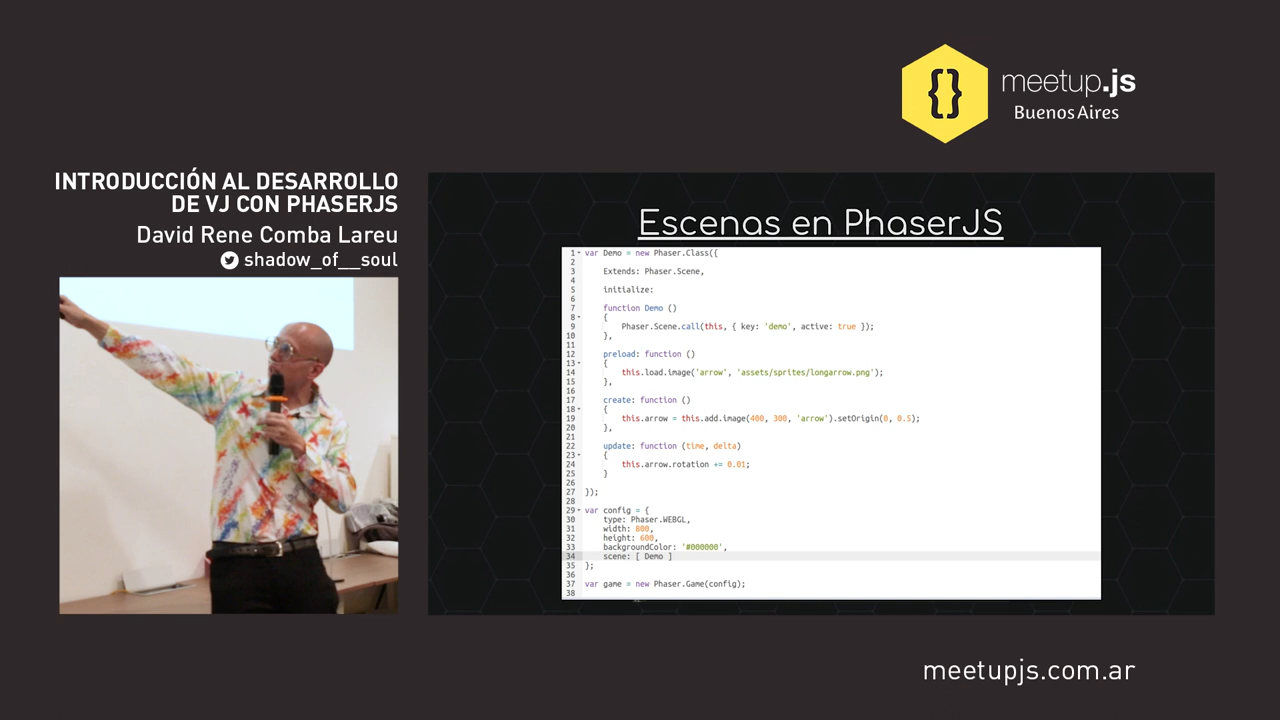 {}
meetup.js
Buenos Aires
INTRODUCCIÓN AL DESARROLLO
DE VJ CON PHASERJS
David Rene Comba Lareu
shadow_of__soul
Escenas en PhaserJS
1 var Demo = new Phaser.Class({
2
3     Extends: Phaser.Scene,
4
5     initialize:
6
7     function Demo ()
8     {
9         Phaser.Scene.call(this, { key: 'demo', active: true });
10     },
11
12     preload: function ()
13     {
14         this.load.image('arrow', 'assets/sprites/longarrow.png');
15     },
16
17     create: function ()
18     {
19         this.arrow = this.add.image(400, 300, 'arrow').setOrigin(0, 0.5);
20     },
21
22     update: function (time, delta)
23     {
24         this.arrow.rotation += 0.01;
25     }
26
27 });
28
29 var config = {
30     type: Phaser.WEBGL,
31     width: 800,
32     height: 600,
33     backgroundColor: '#000000',
34     scene: [ Demo ]
35 };
36
37 var game = new Phaser.Game(config);
38
meetupjs.com.ar